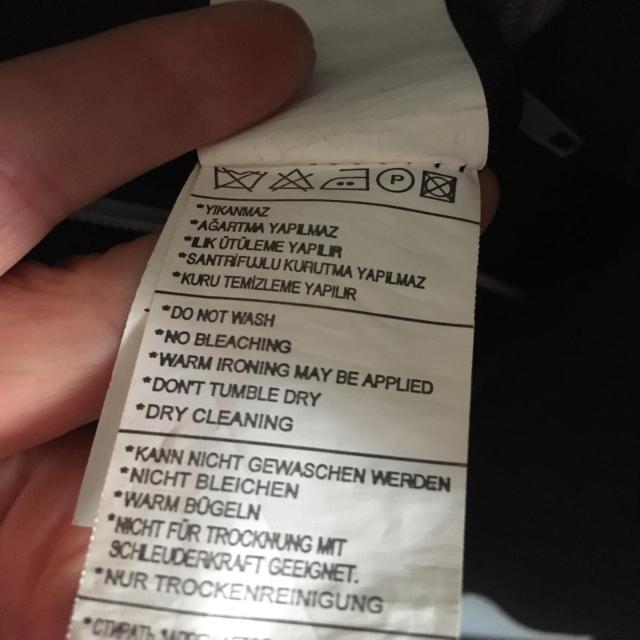 P
*YIKANMAZ
*AĞARTMA YAPILMAZ
*ILIK ÜTÜLEME YAPILIR
*SANTRİFUJLU KURUTMA YAPILMAZ
*KURU TEMİZLEME YAPILIR
*DO NOT WASH
*NO BLEACHING
*WARM IRONING MAY BE APPLIED
*DON'T TUMBLE DRY
*DRY CLEANING
*KANN NICHT GEWASCHEN WERDEN
*NICHT BLEICHEN
*WARM BÜGELN
*NICHT FÜR TROCKNUNG MIT
SCHLEUDERKRAFT GEEIGNET.
*NUR TROCKENREINIGUNG
*СТИРАТЬ